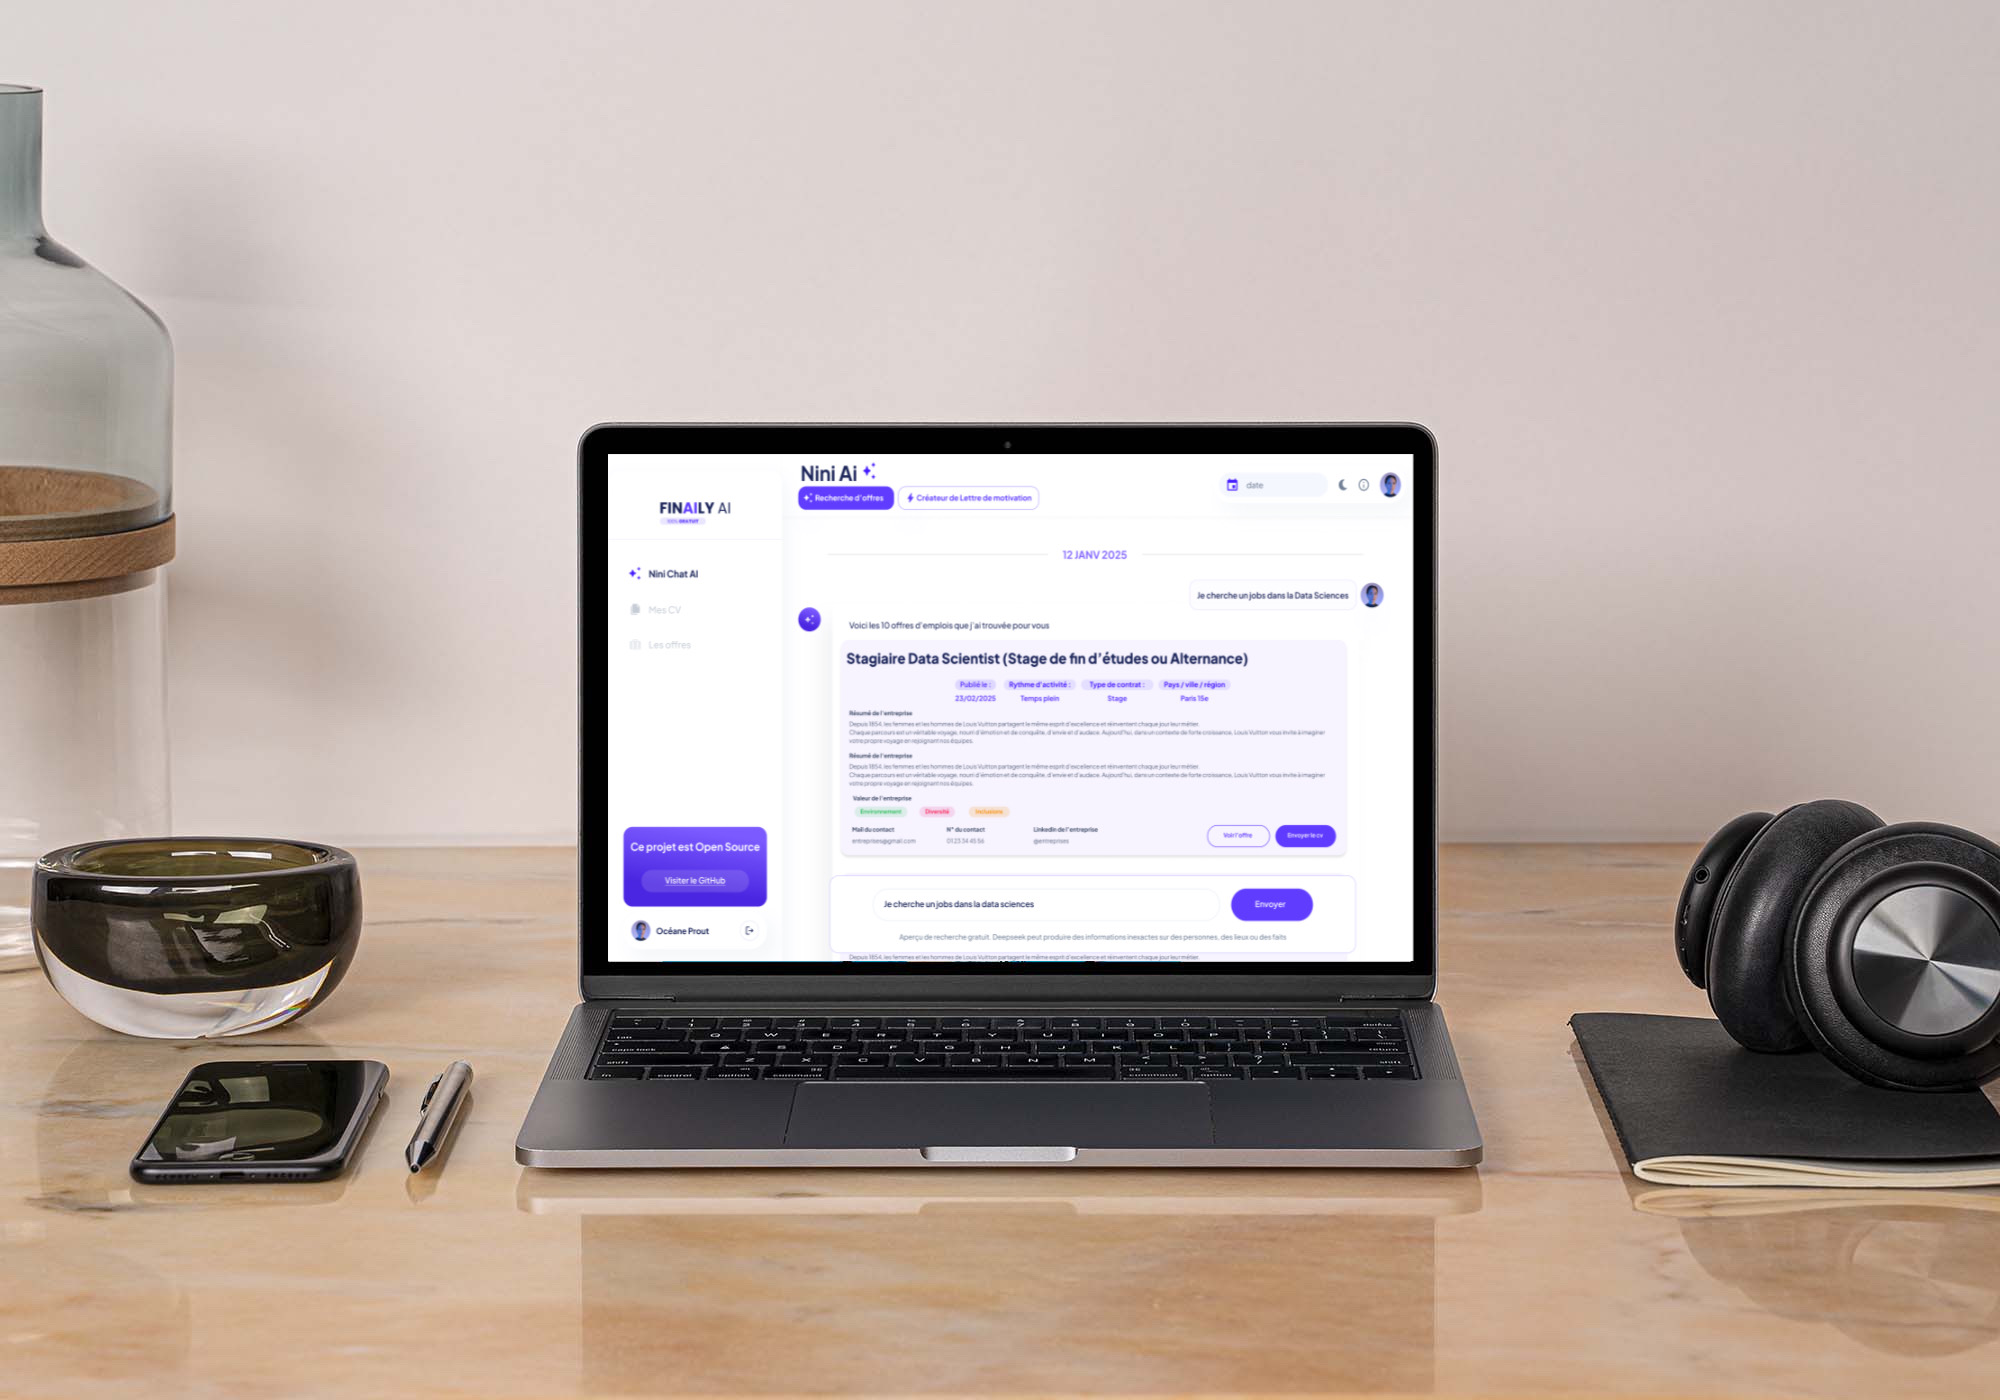 FINAILY AI
100% GRATUIT
Nini Chat AI
Mes CV
Les offres
Ce projet est Open Source
Visiter le GitHub
Océane Prout
Nini Ai
Recherche d'offres
Créateur de Lettre de motivation
date
12 JANV 2025
Je cherche un jobs dans la Data Sciences
Voici les 10 offres d'emplois que j'ai trouvée pour vous
Stagiaire Data Scientist (Stage de fin d'études ou Alternance)
Publié le : Rythme d'activité : Type de contrat : Pays / ville / région
23/02/2025 Temps plein Stage Paris 15e
Résumé de l'entreprise
Depuis 1854, les femmes et les hommes de Louis Vuitton partagent le même esprit d'excellence et réinventent chaque jour leur métier.
Chaque parcours est un véritable voyage, nourri d'émotion et de conquête, d'envie et d'audace. Aujourd'hui, dans un contexte de forte croissance, Louis Vuitton vous invite à imaginer
votre propre voyage en rejoignant nos équipes.
Résumé de l'entreprise
Depuis 1854, les femmes et les hommes de Louis Vuitton partagent le même esprit d'excellence et réinventent chaque jour leur métier.
Chaque parcours est un véritable voyage, nourri d'émotion et de conquête, d'envie et d'audace. Aujourd'hui, dans un contexte de forte croissance, Louis Vuitton vous invite à imaginer
votre propre voyage en rejoignant nos équipes.
Valeur de l'entreprise
Environnement Diversité Inclusions
Mail du contact N° du contact Linkedin de l'entreprise
entreprises@gmail.com 01 23 34 45 56 @entreprises
Voir l'offre Envoyer le cv
Je cherche un jobs dans la data sciences
Envoyer
Aperçu de recherche gratuit. Deepseek peut produire des informations inexactes sur des personnes, des lieux ou des faits
Depuis 1854, les femmes et les hommes de Louis Vuitton partagent le même esprit d'excellence et réinventent chaque jour leur métier.